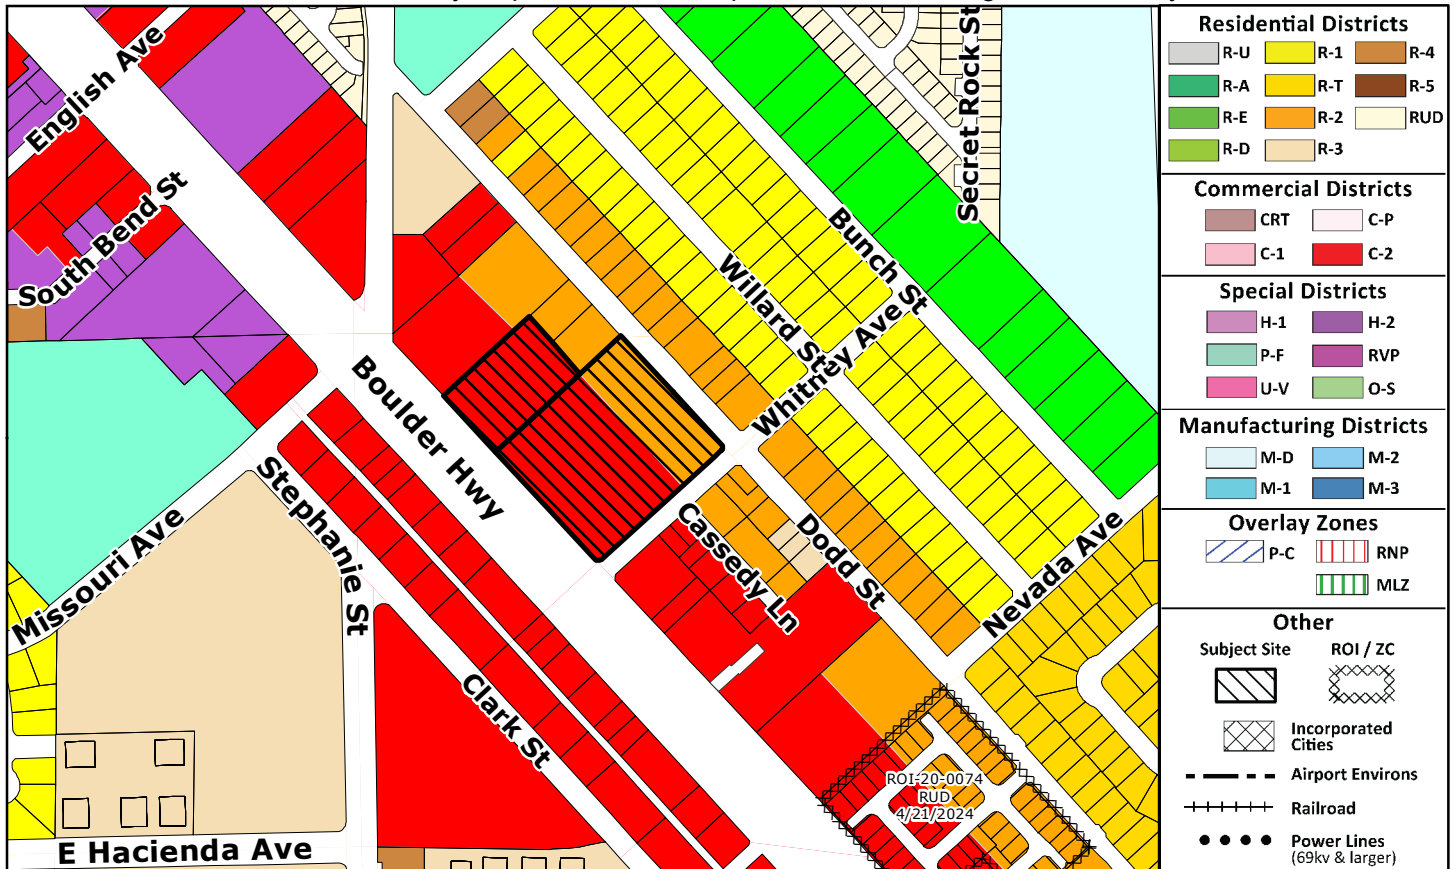 English Ave
South Bend St
Secret Rock St
Bunch St
Willard St
Whitney Ave
Boulder Hwy
Stephanie St
Missouri Ave
Cassedy Ln
Dodd St
Nevada Ave
Clark St
E Hacienda Ave
ROI-20-0074
RUD
4/21/2024
Residential Districts
R-U R-1 R-4
R-A R-T R-5
R-E R-2 RUD
R-D R-3
Commercial Districts
CRT C-P
C-1 C-2
Special Districts
H-1 H-2
P-F RVP
U-V O-S
Manufacturing Districts
M-D M-2
M-1 M-3
Overlay Zones
P-C RNP
MLZ
Other
Subject Site ROI / ZC
Incorporated
Cities
Airport Environs
Railroad
Power Lines
(69kv & larger)